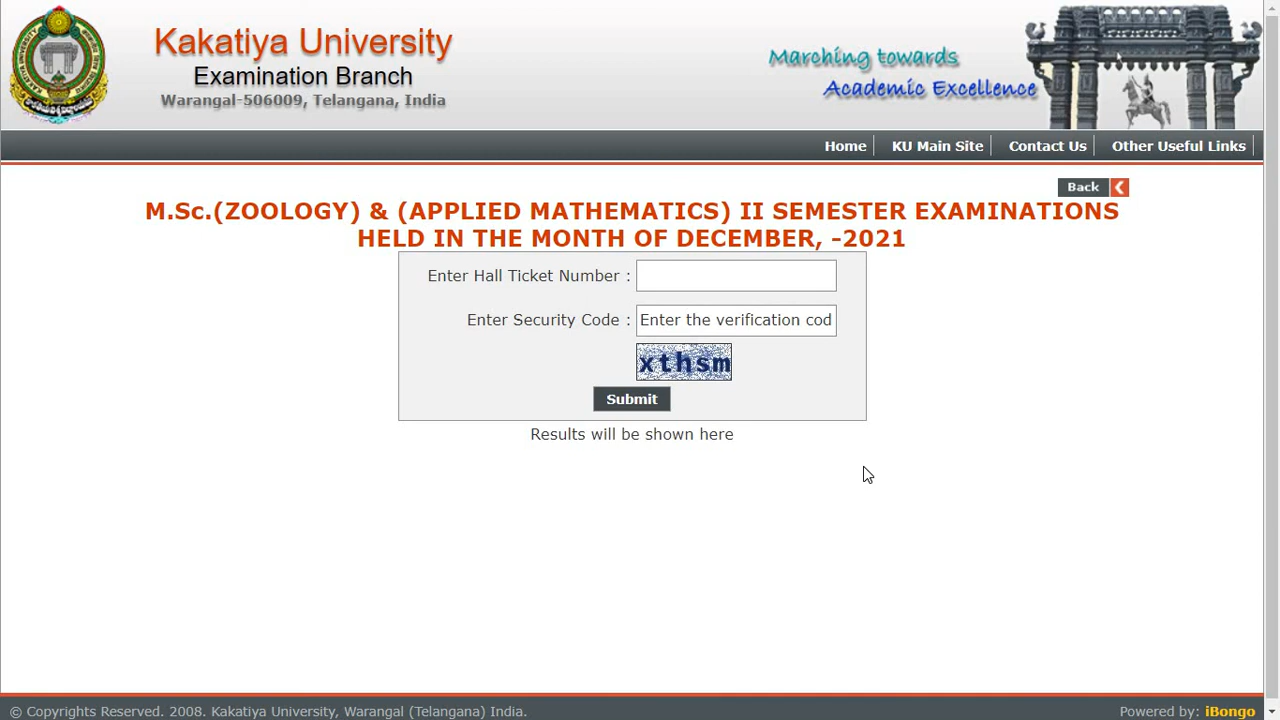 Kakatiya University
Examination Branch
Warangal-506009, Telangana, India
Marching towards
Academic Excellence
Home
KU Main Site
Contact Us
Other Useful Links
Back
M.Sc.(ZOOLOGY) & (APPLIED MATHEMATICS) II SEMESTER EXAMINATIONS
HELD IN THE MONTH OF DECEMBER, -2021
Enter Hall Ticket Number :
Enter Security Code : Enter the verification cod
xthsm
Submit
Results will be shown here
© Copyrights Reserved. 2008. Kakatiya University, Warangal (Telangana) India.
Powered by: iBongo